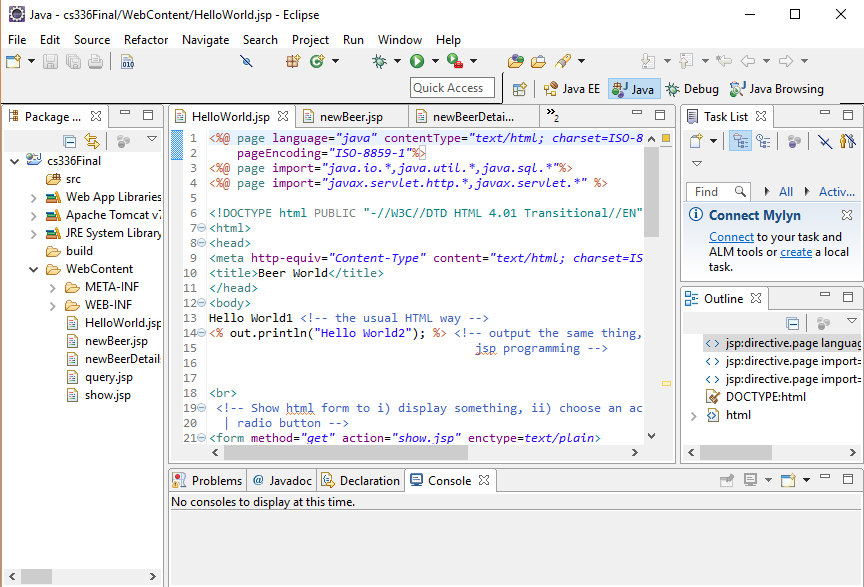 Java - cs336Final/WebContent/HelloWorld.jsp - Eclipse
File Edit Source Refactor Navigate Search Project Run Window Help
010
Quick Access Java EE Java Debug Java Browsing
Package ...
cs336Final
src
Web App Libraries
Apache Tomcat v7
JRE System Library
build
WebContent
META-INF
WEB-INF
HelloWorld.jsp
newBeer.jsp
newBeerDetail
query.jsp
show.jsp
HelloWorld.jsp newBeer.jsp newBeerDetai... »2
1 <%@ page language="java" contentType="text/html; charset=ISO-8
2 pageEncoding="ISO-8859-1"%>
3 <%@ page import="java.io.*,java.util.*,java.sql.*"%>
4 <%@ page import="javax.servlet.http.*,javax.servlet.*" %>
5
6 <!DOCTYPE html PUBLIC "-//W3C//DTD HTML 4.01 Transitional//EN"
7 <html>
8 <head>
9 <meta http-equiv="Content-Type" content="text/html; charset=IS
10 <title>Beer World</title>
11 </head>
12 <body>
13 Hello World1 <!-- the usual HTML way -->
14 <% out.println("Hello World2"); %> <!-- output the same thing,
15 jsp programming -->
16
17
18 <br>
19 <!-- Show html form to i) display something, ii) choose an ac
20 | radio button -->
21 <form method="get" action="show.jsp" enctype=text/plain>
Task List
Find All Activ...
Connect Mylyn
Connect to your task and
ALM tools or create a local
task.
Outline
jsp:directive.page languag
jsp:directive.page import=
jsp:directive.page import=
DOCTYPE:html
html
Problems @ Javadoc Declaration Console
No consoles to display at this time.